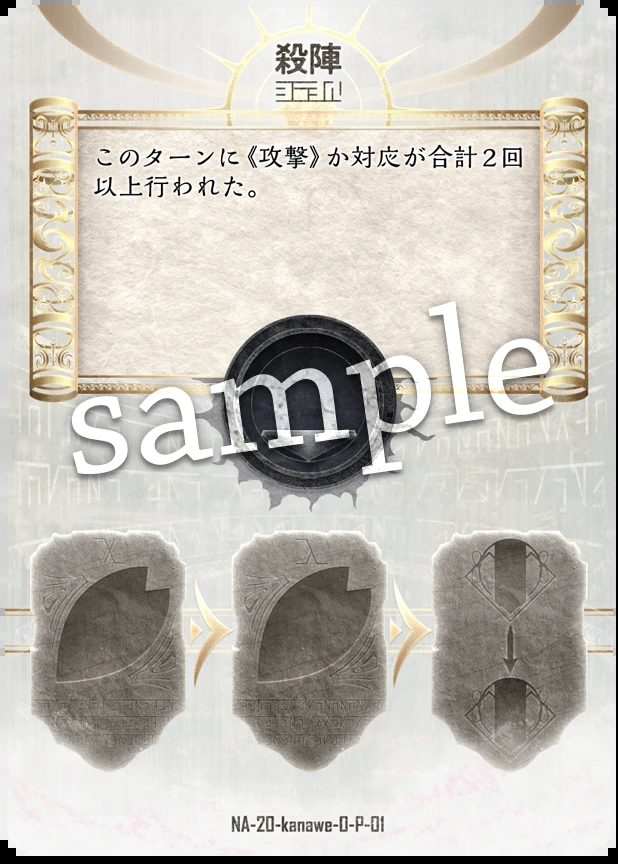 殺陣
このターンに《攻撃》か対応が合計２回
以上行われた。
sample
X
X
NA-20-kanawe-O-P-01